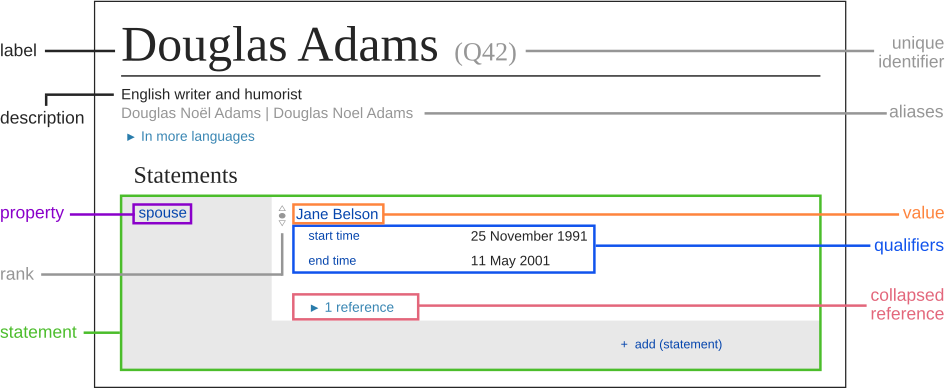 label
Douglas Adams (Q42)
unique
identifier
description
English writer and humorist
Douglas Noël Adams | Douglas Noel Adams
aliases
► In more languages
Statements
property
spouse
Jane Belson
value
start time 25 November 1991
qualifiers
end time 11 May 2001
rank
► 1 reference
collapsed
reference
statement
+ add (statement)